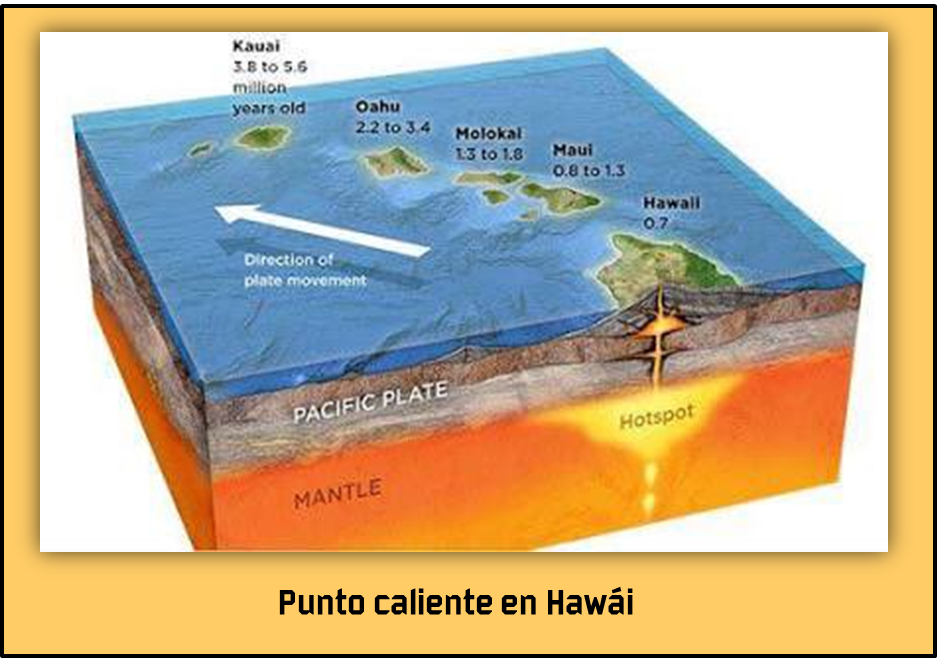 Kauai
3.8 to 5.6
million
years old
Oahu
2.2 to 3.4
Molokai
1.3 to 1.8
Maui
0.8 to 1.3
Hawaii
0.7
Direction of
plate movement
PACIFIC PLATE
Hotspot
MANTLE
Punto caliente en Hawái